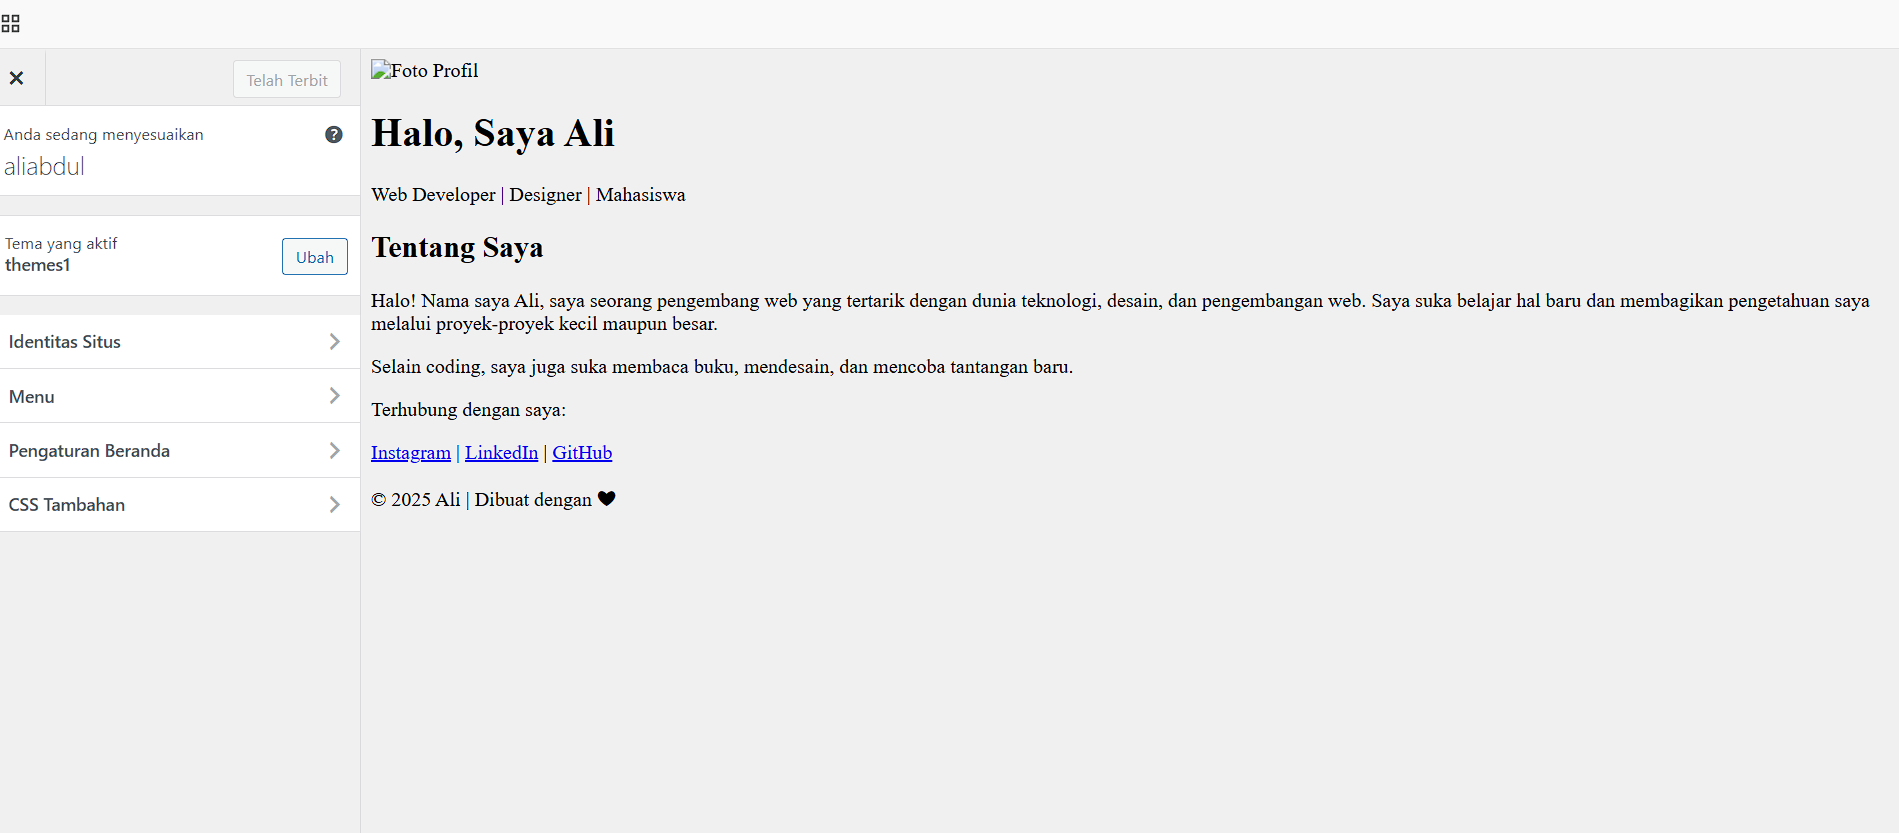 Telah Terbit
Anda sedang menyesuaikan
aliabdul
Tema yang aktif
themes1
Ubah
Identitas Situs
Menu
Pengaturan Beranda
CSS Tambahan
Foto Profil
Halo, Saya Ali
Web Developer | Designer | Mahasiswa
Tentang Saya
Halo! Nama saya Ali, saya seorang pengembang web yang tertarik dengan dunia teknologi, desain, dan pengembangan web. Saya suka belajar hal baru dan membagikan pengetahuan saya
melalui proyek-proyek kecil maupun besar.
Selain coding, saya juga suka membaca buku, mendesain, dan mencoba tantangan baru.
Terhubung dengan saya:
Instagram | LinkedIn | GitHub
© 2025 Ali | Dibuat dengan ♥